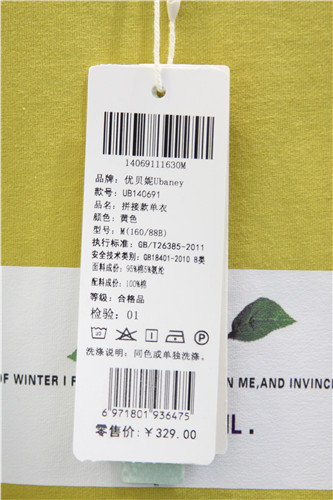 14069111630M
品牌: 优贝妮Ubaney
款号: UB140691
品名: 拼接款单衣
颜色: 黄色
型号: M(160/88B)
执行标准: GB/T26385-2011
安全技术类别: GB18401-2010 B类
面料成份: 95%棉5%氨纶
配料成份: 100%棉
等级: 合格品
检验: 01
洗涤说明: 同色或单独洗涤.
6 971801 936475
零售价: ¥329.00
OF WINTER I F
N ME,AND INVINC
IL.